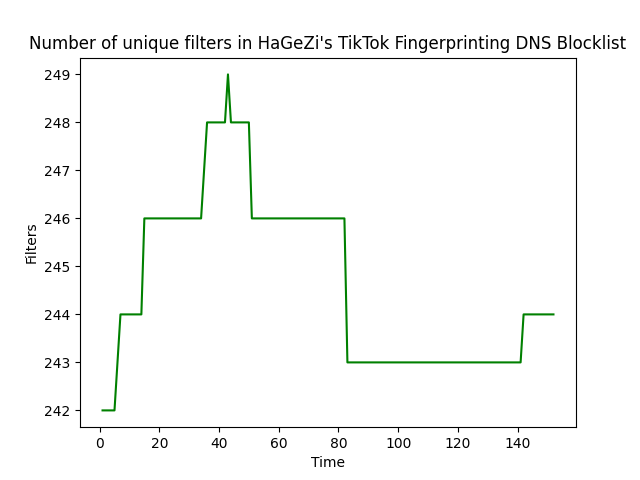 Number of unique filters in HaGeZi's TikTok Fingerprinting DNS Blocklist
249
248
247
246
245
244
243
242
Filters
0 20 40 60 80 100 120 140
Time